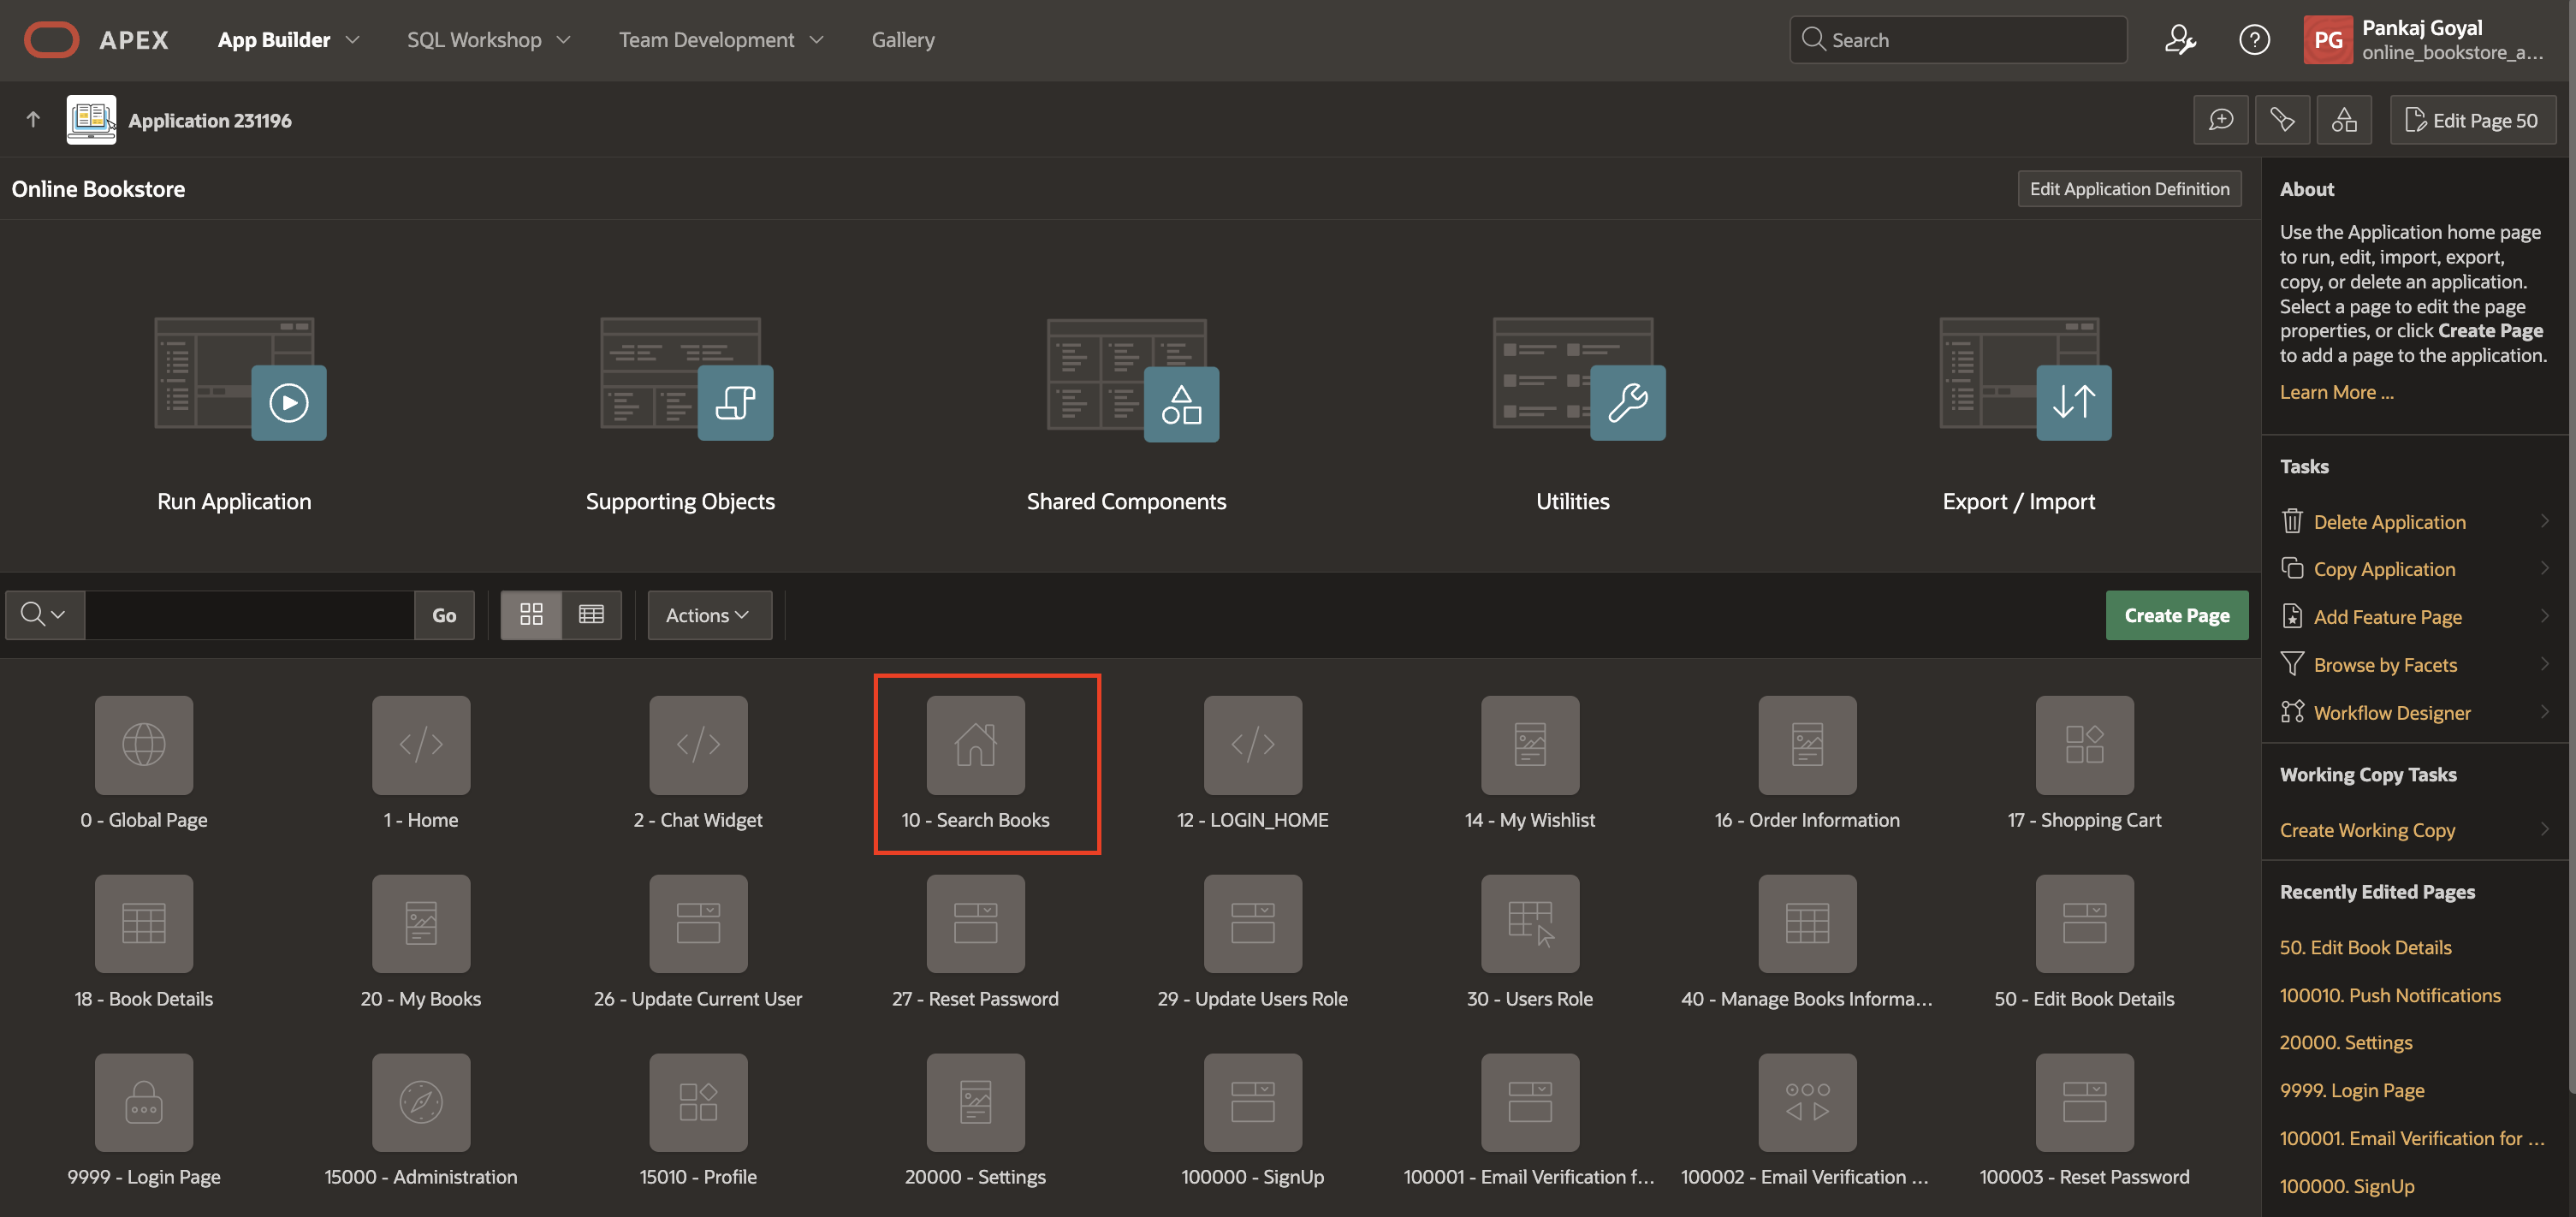 APEX
App Builder
SQL Workshop
Team Development
Gallery
Search
PG
Pankaj Goyal
online_bookstore_a...
Application 231196
Edit Page 50
Online Bookstore
Edit Application Definition
Run Application
Supporting Objects
Shared Components
Utilities
Export / Import
Go
Actions
Create Page
0 - Global Page
1 - Home
2 - Chat Widget
10 - Search Books
12 - LOGIN_HOME
14 - My Wishlist
16 - Order Information
17 - Shopping Cart
18 - Book Details
20 - My Books
26 - Update Current User
27 - Reset Password
29 - Update Users Role
30 - Users Role
40 - Manage Books Informa...
50 - Edit Book Details
9999 - Login Page
15000 - Administration
15010 - Profile
20000 - Settings
100000 - SignUp
100001 - Email Verification f...
100002 - Email Verification ...
100003 - Reset Password
About
Use the Application home page
to run, edit, import, export,
copy, or delete an application.
Select a page to edit the page
properties, or click Create Page
to add a page to the application.
Learn More ...
Tasks
Delete Application
Copy Application
Add Feature Page
Browse by Facets
Workflow Designer
Working Copy Tasks
Create Working Copy
Recently Edited Pages
50. Edit Book Details
100010. Push Notifications
20000. Settings
9999. Login Page
100001. Email Verification for ...
100000. SignUp